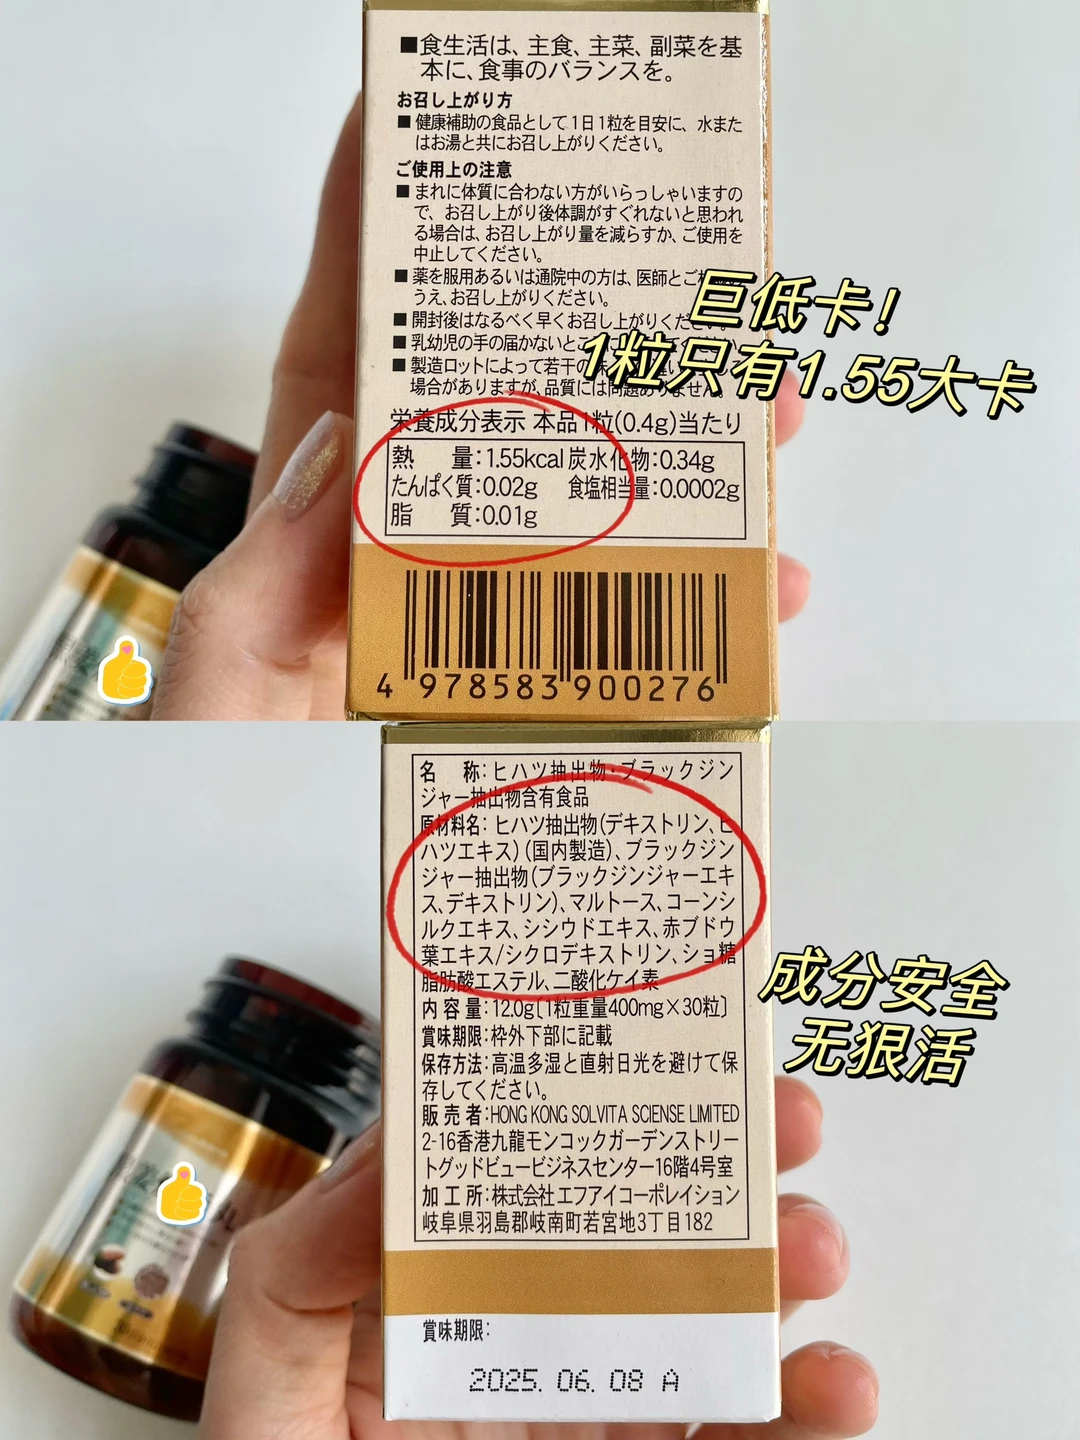 ■食生活は、主食、主菜、副菜を基
本に、食事のバランスを。
お召し上がり方
■健康補助の食品として1日1粒を目安に、水また
はお湯と共にお召し上がりください。
ご使用上の注意
■まれに体質に合わない方がいらっしゃいますの
で、お召し上がり後体調がすぐれないと思われ
る場合は、お召し上がり量を減らすか、ご使用を
中止してください。
■薬を服用あるいは通院中の方は、医師とご
うえ、お召し上がりください。
■開封後はなるべく早くお召し上がりください。
■乳幼児の手の届かないと
■製造ロットによって若干の
場合がありますが、品質には問題ありません。
巨低卡!
1粒只有1.55大卡
栄養成分表示 本品1粒(0.4g)当たり
熱 量:1.55kcal 炭水化物:0.34g
たんぱく質:0.02g 食塩相当量:0.0002g
脂 質:0.01g
4 978583 900276
名 称:ヒハツ抽出物・ブラックジン
ジャー抽出物含有食品
原材料名:ヒハツ抽出物(デキストリン、ヒ
ハツエキス)(国内製造)、ブラックジン
ジャー抽出物(ブラックジンジャーエキ
ス、デキストリン)、マルトース、コーンシ
ルクエキス、シシウドエキス、赤ブドウ
葉エキス/シクロデキストリン、ショ糖
脂肪酸エステル、二酸化ケイ素
内 容 量:12.0g〔1粒重量400mg×30粒〕
賞味期限:枠外下部に記載
保存方法:高温多湿と直射日光を避けて保
存してください。
販 売 者:HONG KONG SOLVITA SCIENSE LIMITED
2-16香港九龍モンコックガーデンストリー
トグッドビュービジネスセンター16階4号室
加 工 所:株式会社エフアイコーポレイション
岐阜県羽島郡岐南町若宮地3丁目182
成分安全
无狠活
賞味期限:
2025. 06. 08 A